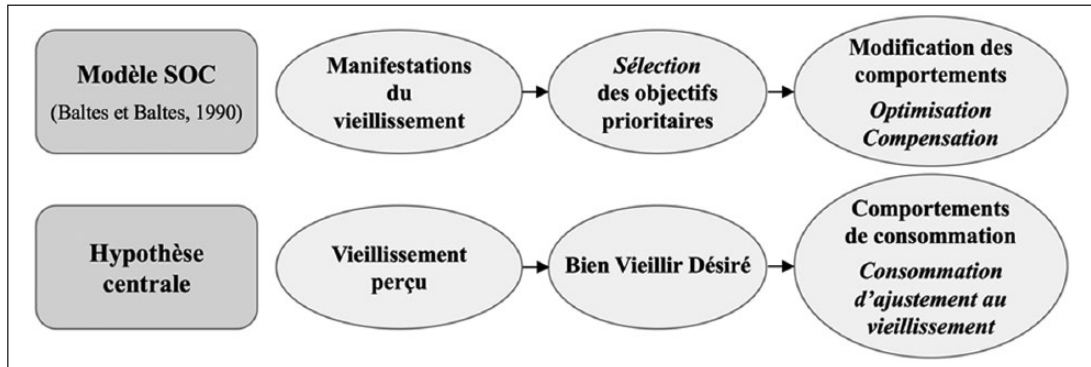 Modèle SOC
(Baltes et Baltes, 1990)
Manifestations
du
vieillissement
Sélection
des objectifs
prioritaires
Modification des
comportements
Optimisation
Compensation
Hypothèse
centrale
Vieillissement
perçu
Bien Vieillir Désiré
Comportements
de consommation
Consommation
d'ajustement au
vieillissement